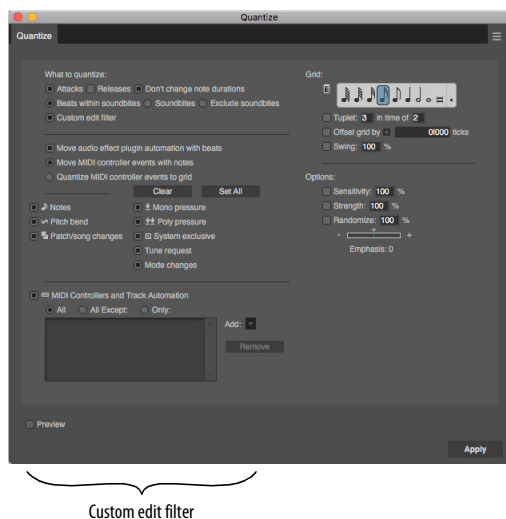 Quantize
Quantize
What to quantize:
Attacks Releases Don't change note durations
Beats within soundbites Soundbites Exclude soundbites
Custom edit filter
Move audio effect plugin automation with beats
Move MIDI controller events with notes
Quantize MIDI controller events to grid
Clear Set All
Notes Mono pressure
Pitch bend Poly pressure
Patch/song changes System exclusive
Tune request
Mode changes
MIDI Controllers and Track Automation
All All Except: Only:
Add:
Remove
Grid:
Tuplet: 3 in time of 2
Offset grid by + 0|000 ticks
Swing: 100 %
Options:
Sensitivity: 100 %
Strength: 100 %
Randomize: 100 %
- +
Emphasis: 0
Preview
Apply
Custom edit filter